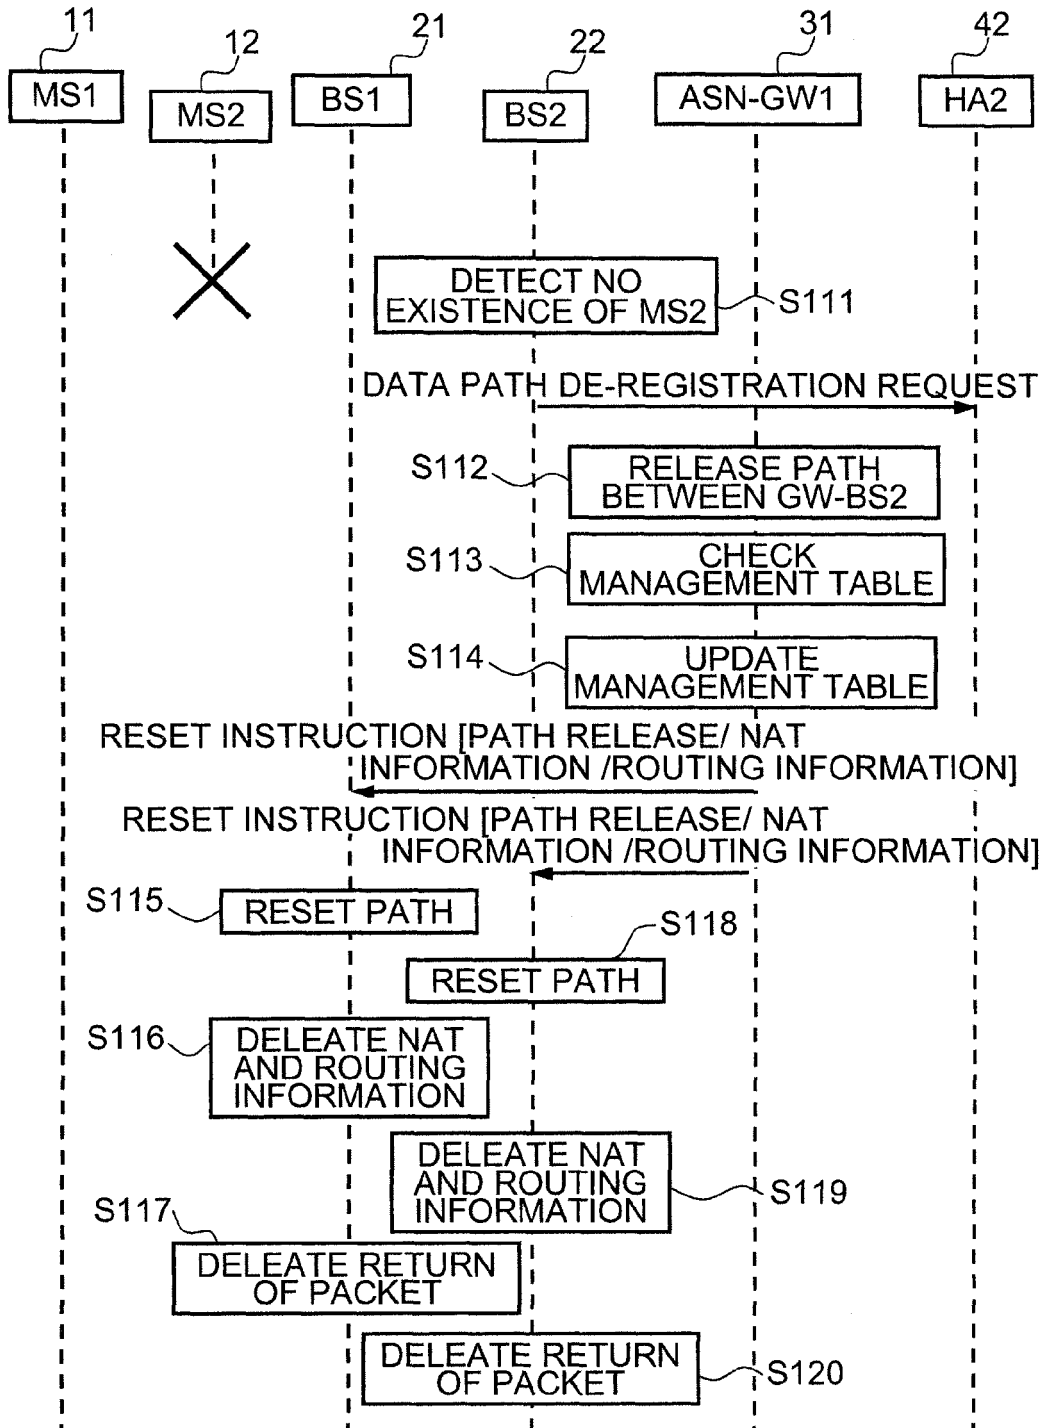 11
12
21
22
31
42
MS1
MS2
BS1
BS2
ASN-GW1
HA2
DETECT NO
EXISTENCE OF MS2
S111
DATA PATH DE-REGISTRATION REQUEST
S112
RELEASE PATH
BETWEEN GW-BS2
S113
CHECK
MANAGEMENT TABLE
S114
UPDATE
MANAGEMENT TABLE
RESET INSTRUCTION [PATH RELEASE/ NAT
INFORMATION /ROUTING INFORMATION]
RESET INSTRUCTION [PATH RELEASE/ NAT
INFORMATION /ROUTING INFORMATION]
S115
RESET PATH
S118
RESET PATH
S116
DELEATE NAT
AND ROUTING
INFORMATION
DELEATE NAT
AND ROUTING
INFORMATION
S119
S117
DELEATE RETURN
OF PACKET
DELEATE RETURN
OF PACKET
S120